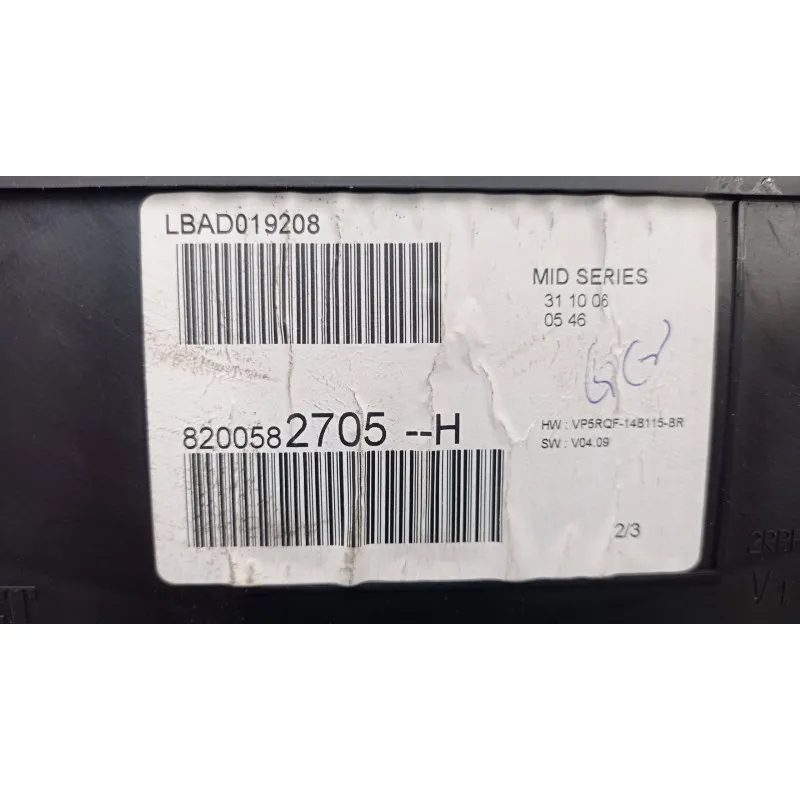 LBAD019208
MID SERIES
31 10 06
05 46
8200582705 --H
HW : VP5RQF-14B115-BR
SW : V04.09
2/3